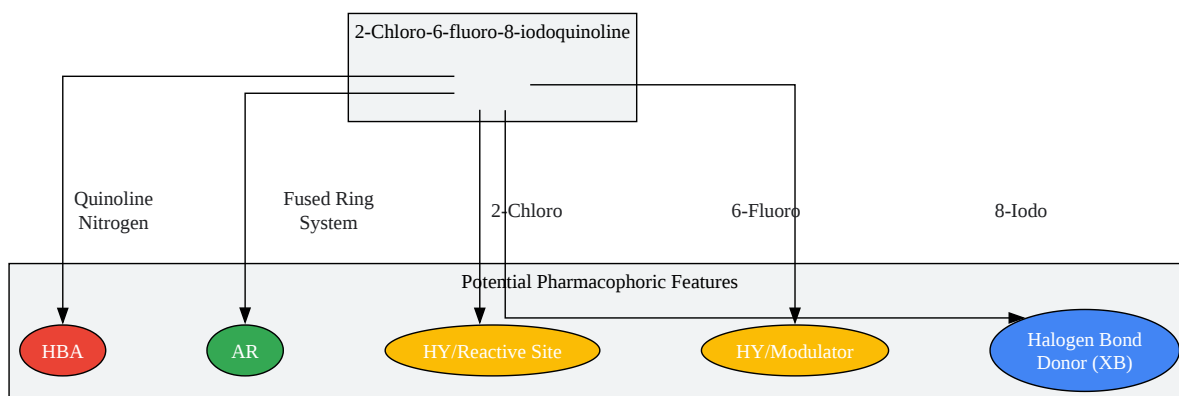 2-Chloro-6-fluoro-8-iodoquinoline
Quinoline
Nitrogen
Fused Ring
System
2-Chloro
6-Fluoro
8-Iodo
Potential Pharmacophoric Features
HBA
AR
HY/Reactive Site
HY/Modulator
Halogen Bond
Donor (XB)